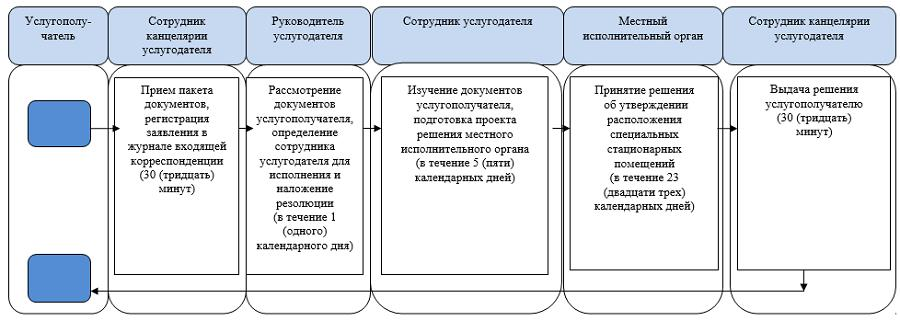 Услугополу-
чатель
Сотрудник
канцелярии
услугодателя
Руководитель
услугодателя
Сотрудник услугодателя
Местный
исполнительный орган
Сотрудник канцелярии
услугодателя
Прием пакета
документов,
регистрация
заявления в
журнале входящей
корреспонденции
(30 (тридцать)
минут)
Рассмотрение
документов
услугополучателя,
определение
сотрудника
услугодателя для
исполнения и
наложение
резолюции
(в течение 1
(одного)
календарного дня)
Изучение документов
услугополучателя,
подготовка проекта
решения местного
исполнительного органа
(в течение 5 (пяти)
календарных дней)
Принятие решения
об утверждении
расположения
специальных
стационарных
помещений
(в течение 23
(двадцати трех)
календарных дней)
Выдача решения
услугополучателю
(30 (тридцать)
минут)